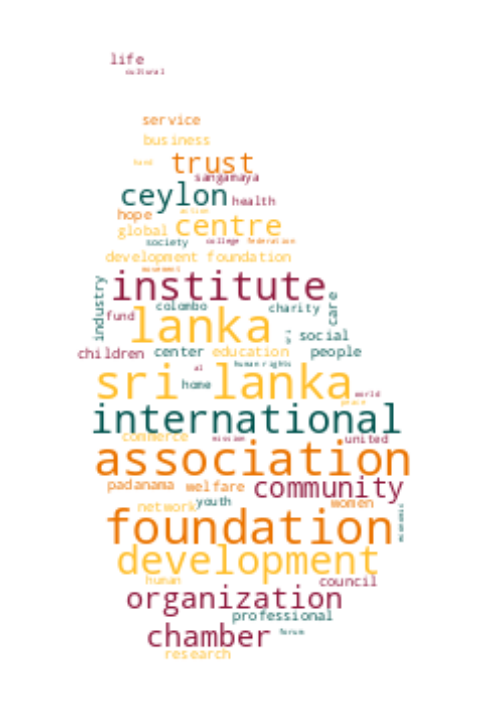 life
cultural
service
business
hand trust
sangamaya
ceylon health
hope action
global centre
society college federation
development foundation
movement
institute
industry colombo charity care
fund lanka social
children center education people
al human rights
sri lanka
home world
peace
international
commerce mission united
association
padanama welfare community
network youth women
foundation economic
development
human council
organization
professional
chamber forum
research